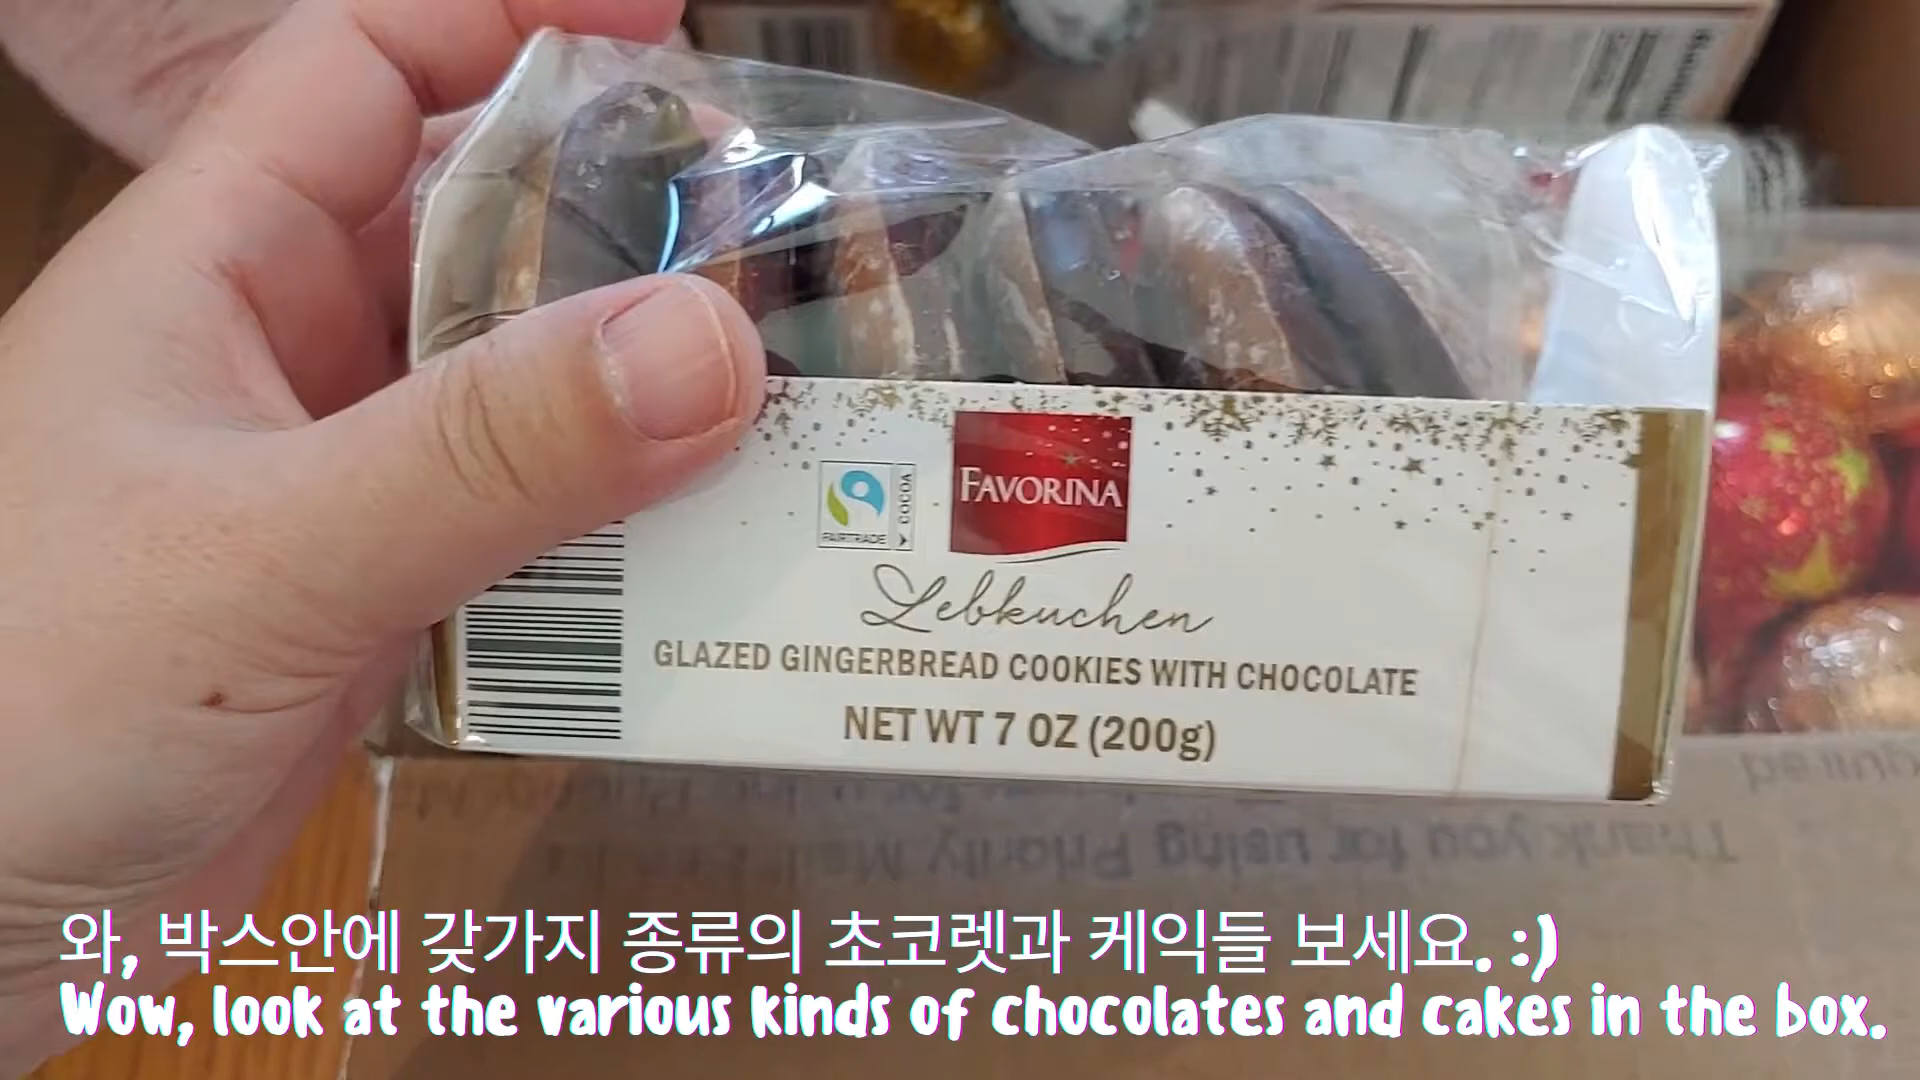 FAVORINA
FAIRTRADE
COCOA
Lebkuchen
GLAZED GINGERBREAD COOKIES WITH CHOCOLATE
NET WT 7 OZ (200g)
Thank you for using Priority Mail
와, 박스안에 갖가지 종류의 초코렛과 케익들 보세요. :)
Wow, look at the various kinds of chocolates and cakes in the box.